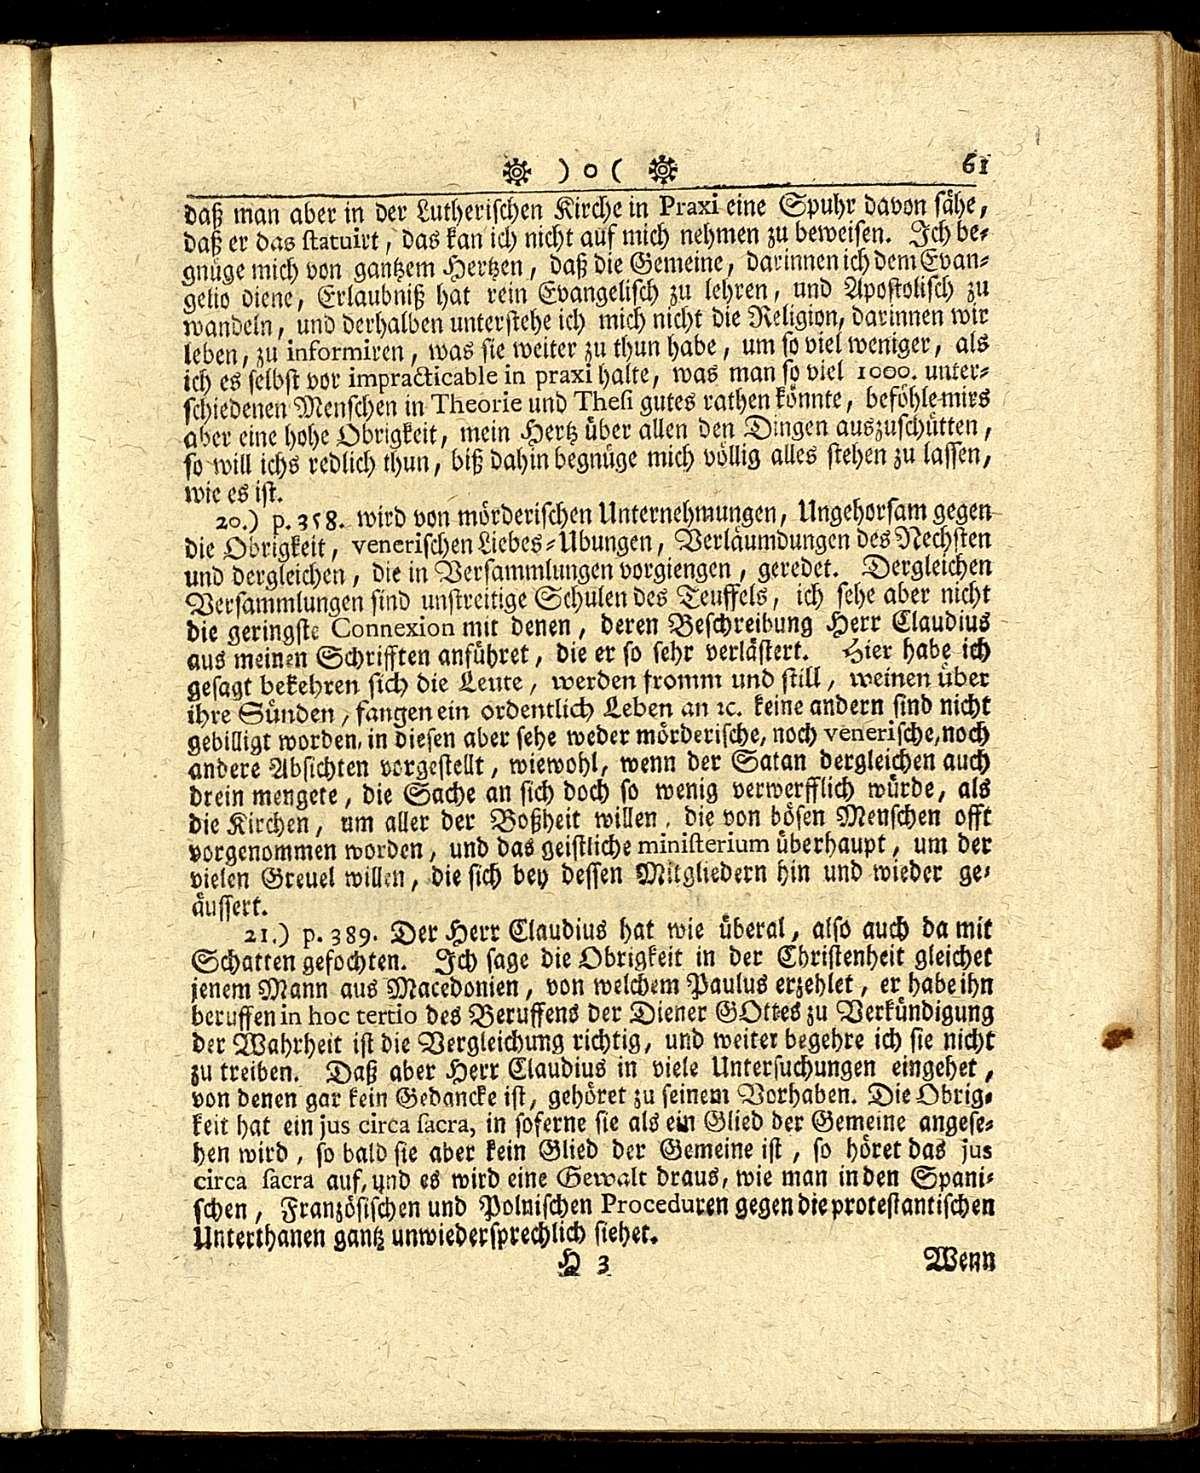 ) o ( 61
daß man aber in der Lutherischen Kirche in Praxi eine Spuhr davon sähe,
daß er das statuirt, das kan ich nicht auf mich nehmen zu beweisen. Ich be-
gnüge mich von gantzem Hertzen, daß die Gemeine, darinnen ich dem Evan-
gelio diene, Erlaubniß hat rein Evangelisch zu lehren, und Apostolisch zu
wandeln, und derhalben unterstehe ich mich nicht die Religion, darinnen wir
leben, zu informiren, was sie weiter zu thun habe, um so viel weniger, als
ich es selbst vor impracticable in praxi halte, was man so viel 1000. unter-
schiedenen Menschen in Theorie und Thesi gutes rathen könnte, beföhle mirs
aber eine hohe Obrigkeit, mein Hertz über allen den Dingen auszuschütten,
so will ichs redlich thun, biß dahin begnüge mich völlig alles stehen zu lassen,
wie es ist.
20.) p. 358. wird von mörderischen Unternehmungen, Ungehorsam gegen
die Obrigkeit, venerischen Liebes-Ubungen, Verläumdungen des Nechsten
und dergleichen, die in Versammlungen vorgiengen, geredet. Dergleichen
Versammlungen sind unstreitige Schulen des Teuffels, ich sehe aber nicht
die geringste Connexion mit denen, deren Beschreibung Herr Claudius
aus meinen Schrifften anführet, die er so sehr verlästert. Hier habe ich
gesagt bekehren sich die Leute, werden fromm und still, weinen über
ihre Sünden, fangen ein ordentlich Leben an ꝛc. keine andern sind nicht
gebilligt worden, in diesen aber sehe weder mörderische, noch venerische, noch
andere Absichten vorgestellt, wiewohl, wenn der Satan dergleichen auch
drein mengete, die Sache an sich doch so wenig verwerfflich würde, als
die Kirchen, um aller der Boßheit willen, die von bösen Menschen offt
vorgenommen worden, und das geistliche ministerium überhaupt, um der
vielen Greuel willen, die sich bey dessen Mitgliedern hin und wieder ge-
äussert.
21.) p. 389. Der Herr Claudius hat wie überal, also auch da mit
Schatten gefochten. Ich sage die Obrigkeit in der Christenheit gleichet
jenem Mann aus Macedonien, von welchem Paulus erzehlet, er habe ihn
beruffen in hoc tertio des Beruffens der Diener GOttes zu Verkündigung
der Wahrheit ist die Vergleichung richtig, und weiter begehre ich sie nicht
zu treiben. Daß aber Herr Claudius in viele Untersuchungen eingehet,
von denen gar kein Gedancke ist, gehöret zu seinem Vorhaben. Die Obrig-
keit hat ein jus circa sacra, in soferne sie als ein Glied der Gemeine angese-
hen wird, so bald sie aber kein Glied der Gemeine ist, so höret das jus
circa sacra auf, und es wird eine Gewalt draus, wie man in den Spani-
schen, Französischen und Polnischen Proceduren gegen die protestantischen
Unterthanen gantz unwiedersprechlich siehet.
H 3 Wenn